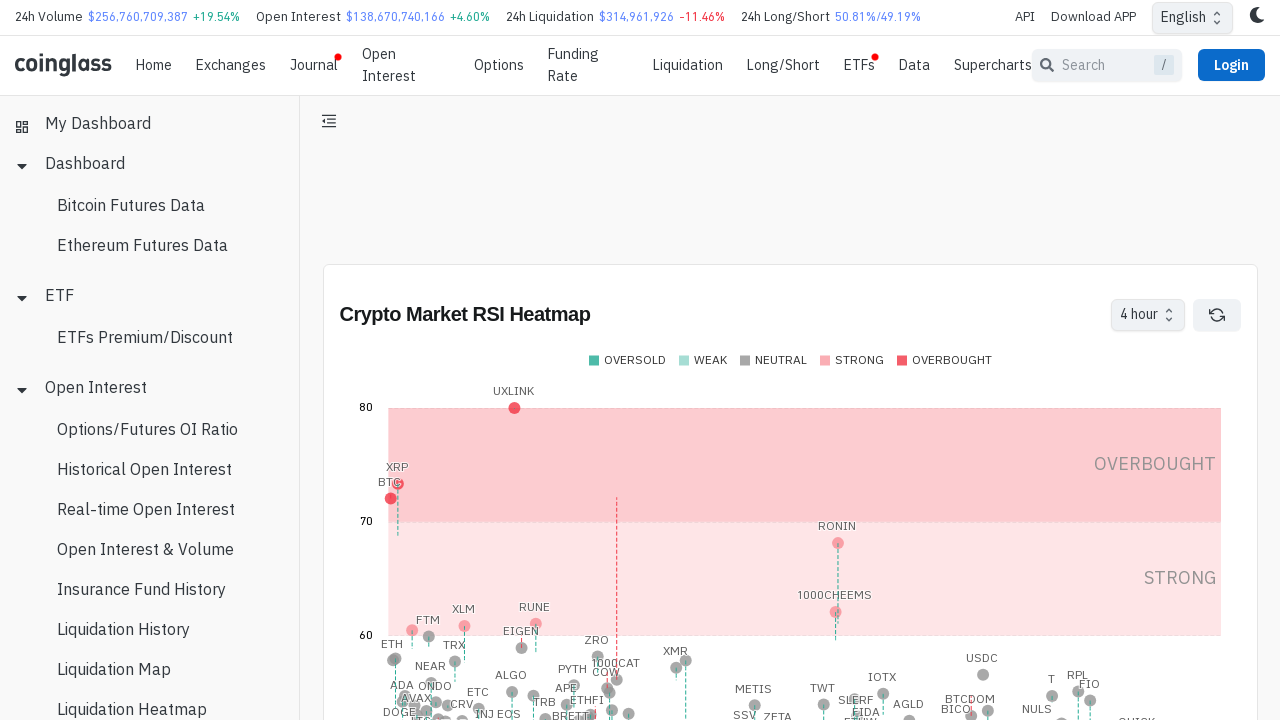 24h Volume $256,760,709,387 +19.54% Open Interest $138,670,740,166 +4.60% 24h Liquidation $314,961,926 -11.46% 24h Long/Short 50.81%/49.19% API Download APP English
coinglass Home Exchanges Journal Open Interest Options Funding Rate Liquidation Long/Short ETFs Data Supercharts Search / Login
My Dashboard
Dashboard
Bitcoin Futures Data
Ethereum Futures Data
ETF
ETFs Premium/Discount
Open Interest
Options/Futures OI Ratio
Historical Open Interest
Real-time Open Interest
Open Interest & Volume
Insurance Fund History
Liquidation History
Liquidation Map
Liquidation Heatmap
Crypto Market RSI Heatmap
4 hour
OVERSOLD WEAK NEUTRAL STRONG OVERBOUGHT
UXLINK
80
OVERBOUGHT
XRP
BTC
70
RONIN
STRONG
1000CHEEMS
XLM RUNE
FTM
EIGEN
60
ETH TRX ZRO
XMR
USDC
1000CAT
NEAR PYTH COW
ALGO IOTX RPL
T FIO
ADA ONDO APE METIS TWT
ETC
AVAX ETHFI SLERF BTCDOM
CRV TRB AGLD
DOGE INJ EOS BRETT SSV ZETA EIDA BICO NULS